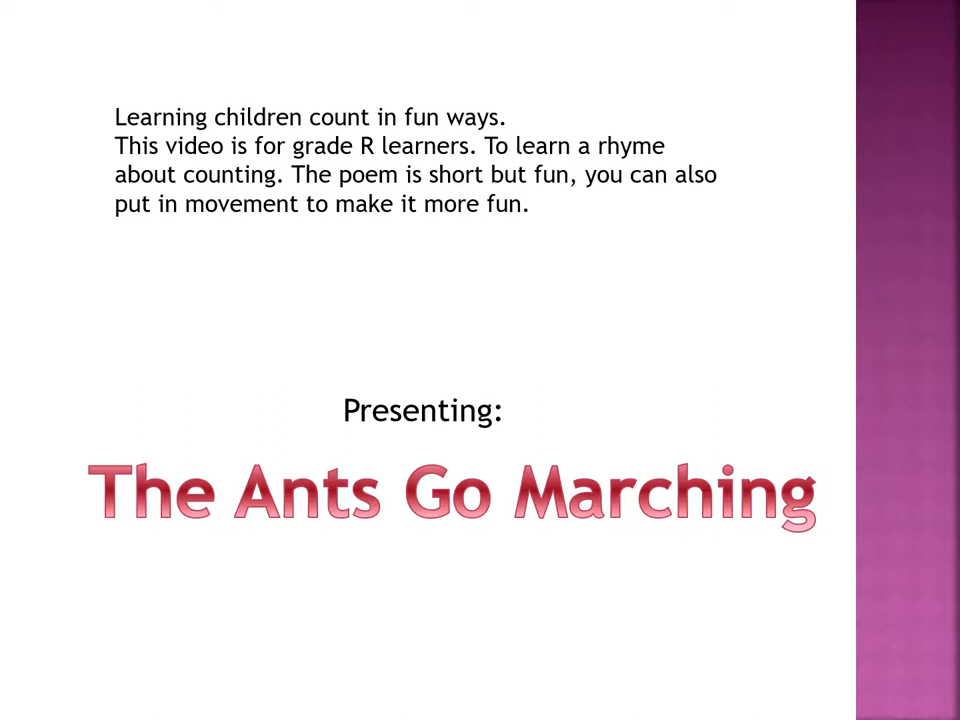 Learning children count in fun ways.
This video is for grade R learners. To learn a rhyme
about counting. The poem is short but fun, you can also
put in movement to make it more fun.
Presenting:
The Ants Go Marching